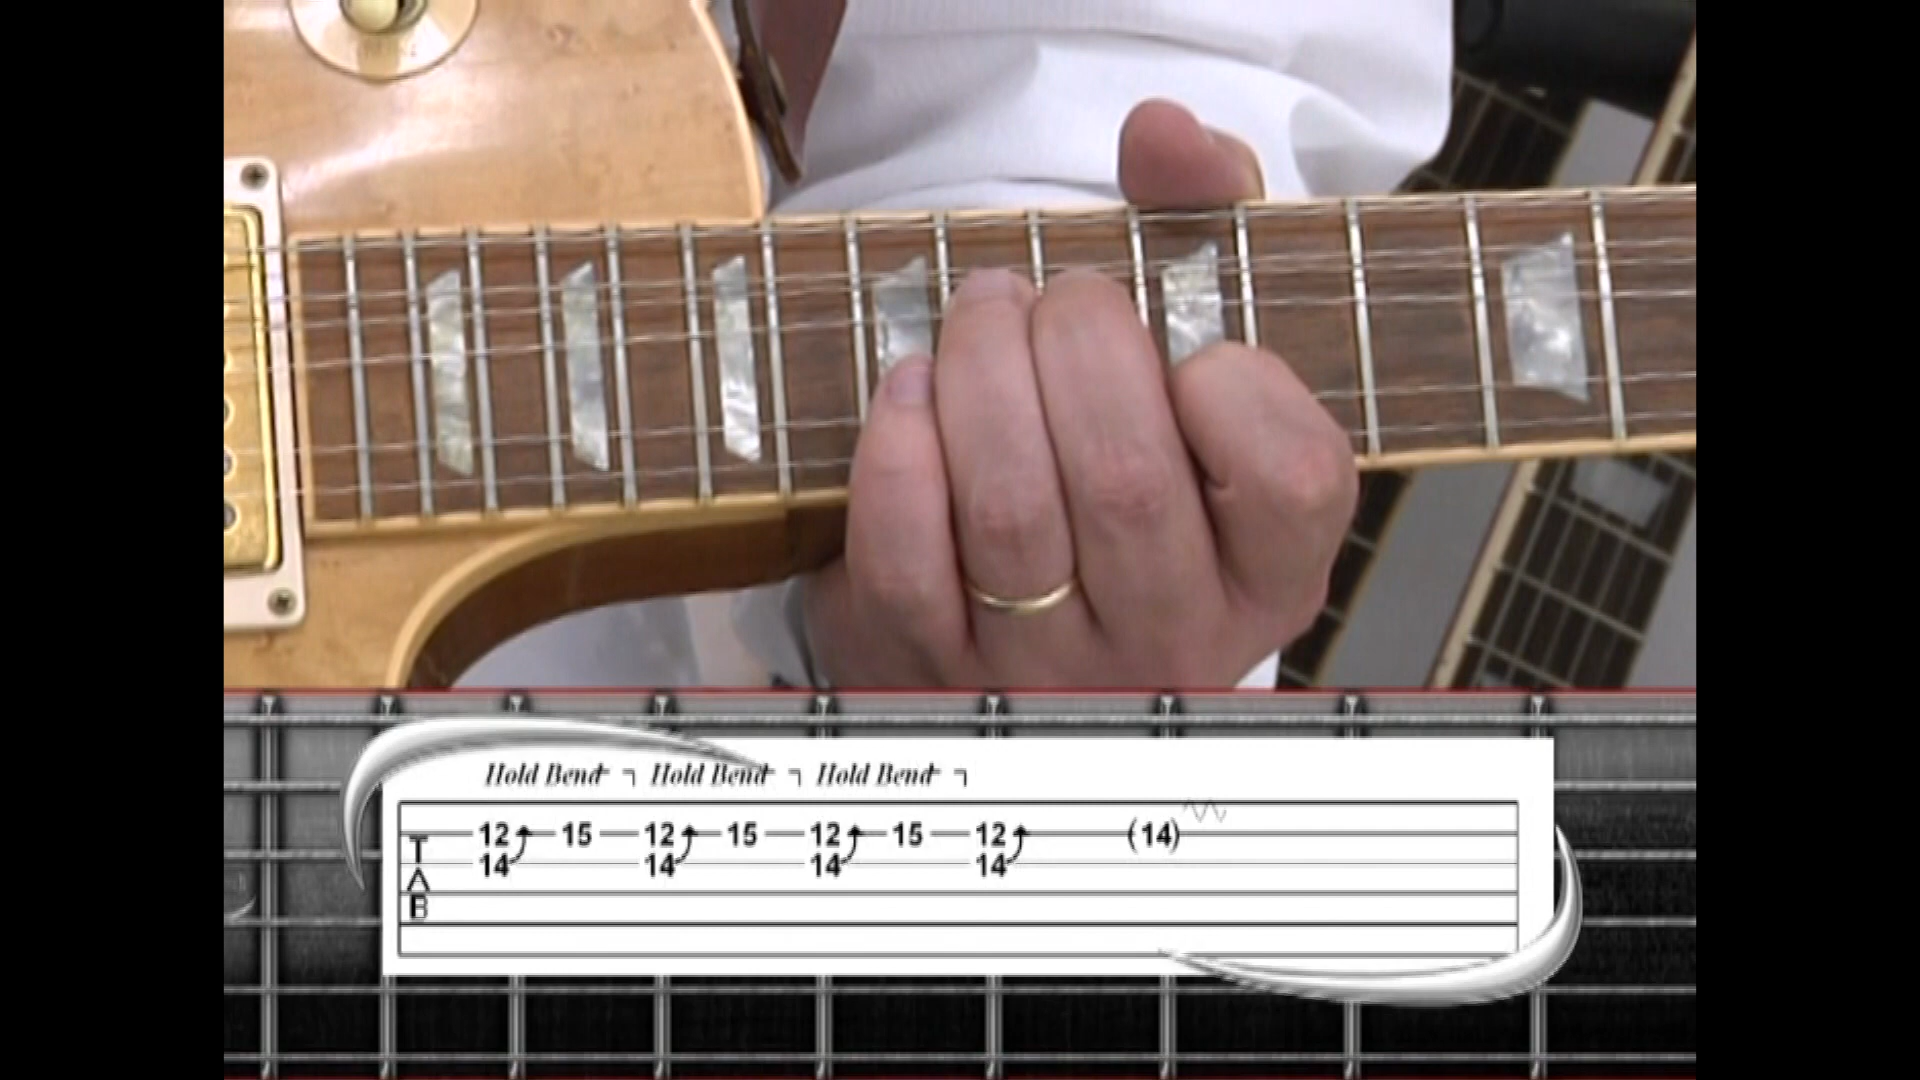 Hold Bend Hold Bend Hold Bend
12 15 12 15 12 15 12 (14)
14 14 14 14
T
A
B